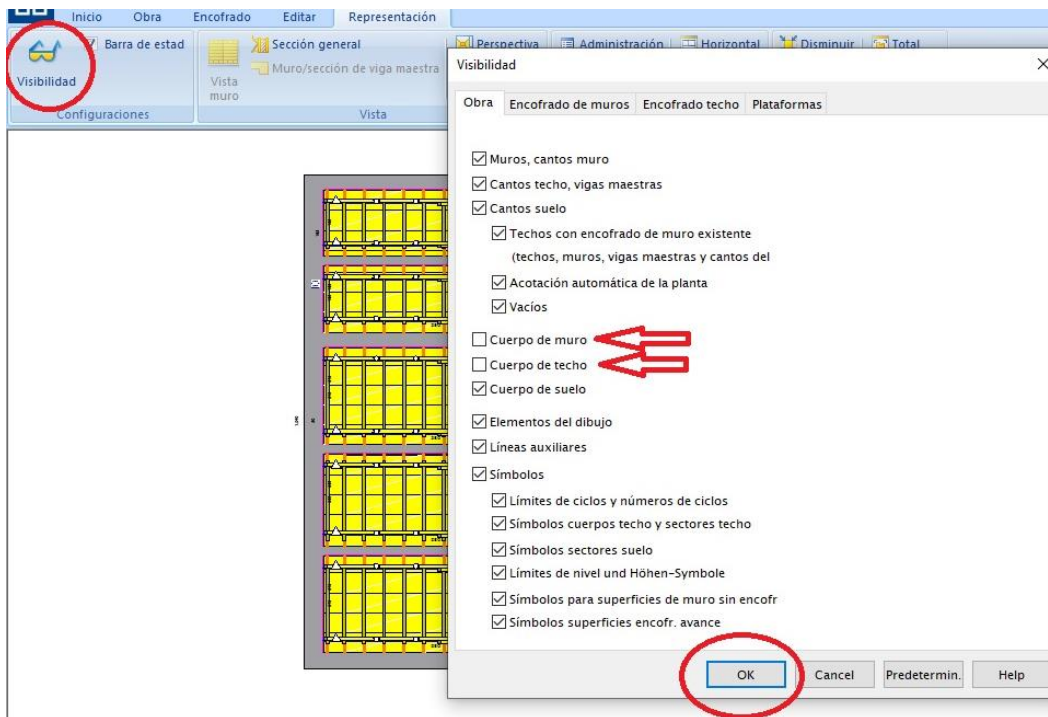 Inicio Obra Encofrado Editar Representación
Visibilidad
Barra de estad
Configuraciones
Vista muro
Sección general
Muro/sección de viga maestra
Vista
Perspectiva Administración Horizontal Disminuir Total
Visibilidad
Obra Encofrado de muros Encofrado techo Plataformas
Muros, cantos muro
Cantos techo, vigas maestras
Cantos suelo
Techos con encofrado de muro existente
(techos, muros, vigas maestras y cantos del
Acotación automática de la planta
Vacíos
Cuerpo de muro
Cuerpo de techo
Cuerpo de suelo
Elementos del dibujo
Líneas auxiliares
Símbolos
Límites de ciclos y números de ciclos
Símbolos cuerpos techo y sectores techo
Símbolos sectores suelo
Límites de nivel und Höhen-Symbole
Símbolos para superficies de muro sin encofr
Símbolos superficies encofr. avance
OK Cancel Predetermin. Help